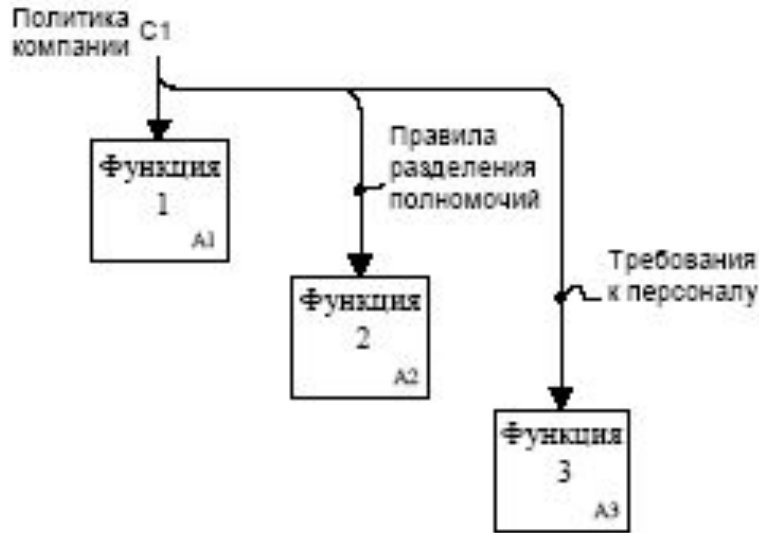 Политика
компании C1
Функция
1
A1
Правила
разделения
полномочий
Функция
2
A2
Требования
к персоналу
Функция
3
A3